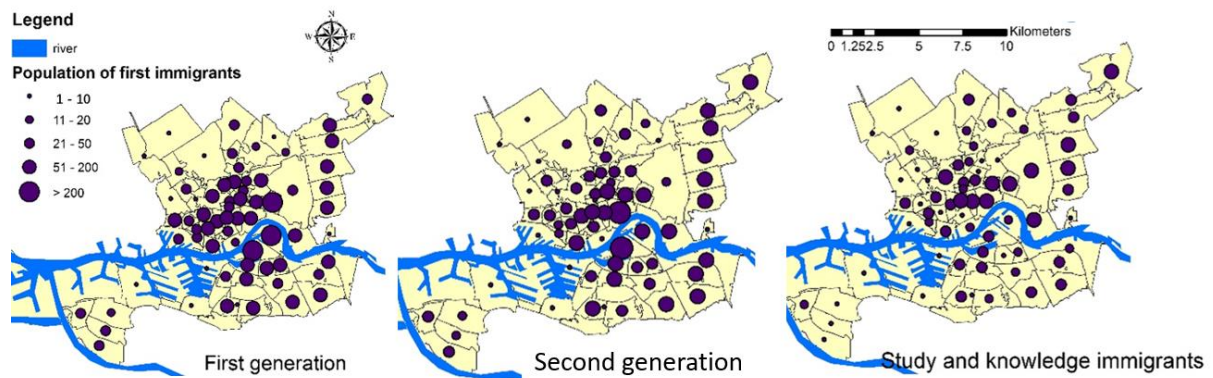 Legend
river
Population of first immigrants
1 - 10
11 - 20
21 - 50
51 - 200
> 200
N
W E
S
Kilometers
0 1.252.5 5 7.5 10
First generation
Second generation
Study and knowledge immigrants